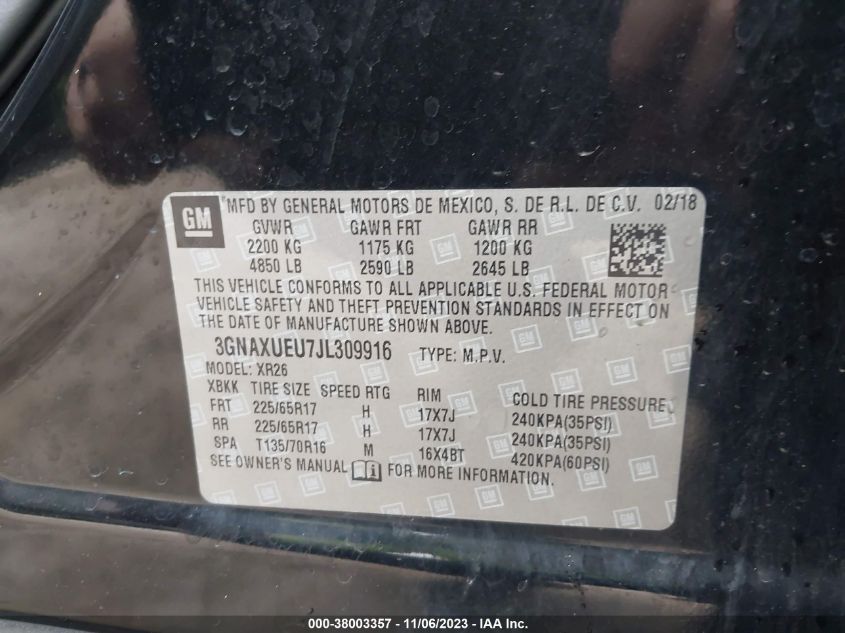 GM MFD BY GENERAL MOTORS DE MEXICO, S. DE R.L. DE C.V. 02/18
GVWR GAWR FRT GAWR RR
2200 KG 1175 KG 1200 KG
4850 LB 2590 LB 2645 LB
THIS VEHICLE CONFORMS TO ALL APPLICABLE U.S. FEDERAL MOTOR
VEHICLE SAFETY AND THEFT PREVENTION STANDARDS IN EFFECT ON
THE DATE OF MANUFACTURE SHOWN ABOVE.
3GNAXUEU7JL309916 TYPE: M.P.V.
MODEL: XR26
XBKK TIRE SIZE SPEED RTG RIM COLD TIRE PRESSURE
FRT 225/65R17 H 17X7J 240KPA(35PSI)
RR 225/65R17 H 17X7J 240KPA(35PSI)
SPA T135/70R16 M 16X4BT 420KPA(60PSI)
SEE OWNER'S MANUAL FOR MORE INFORMATION.
000-38003357 - 11/06/2023 - IAA Inc.